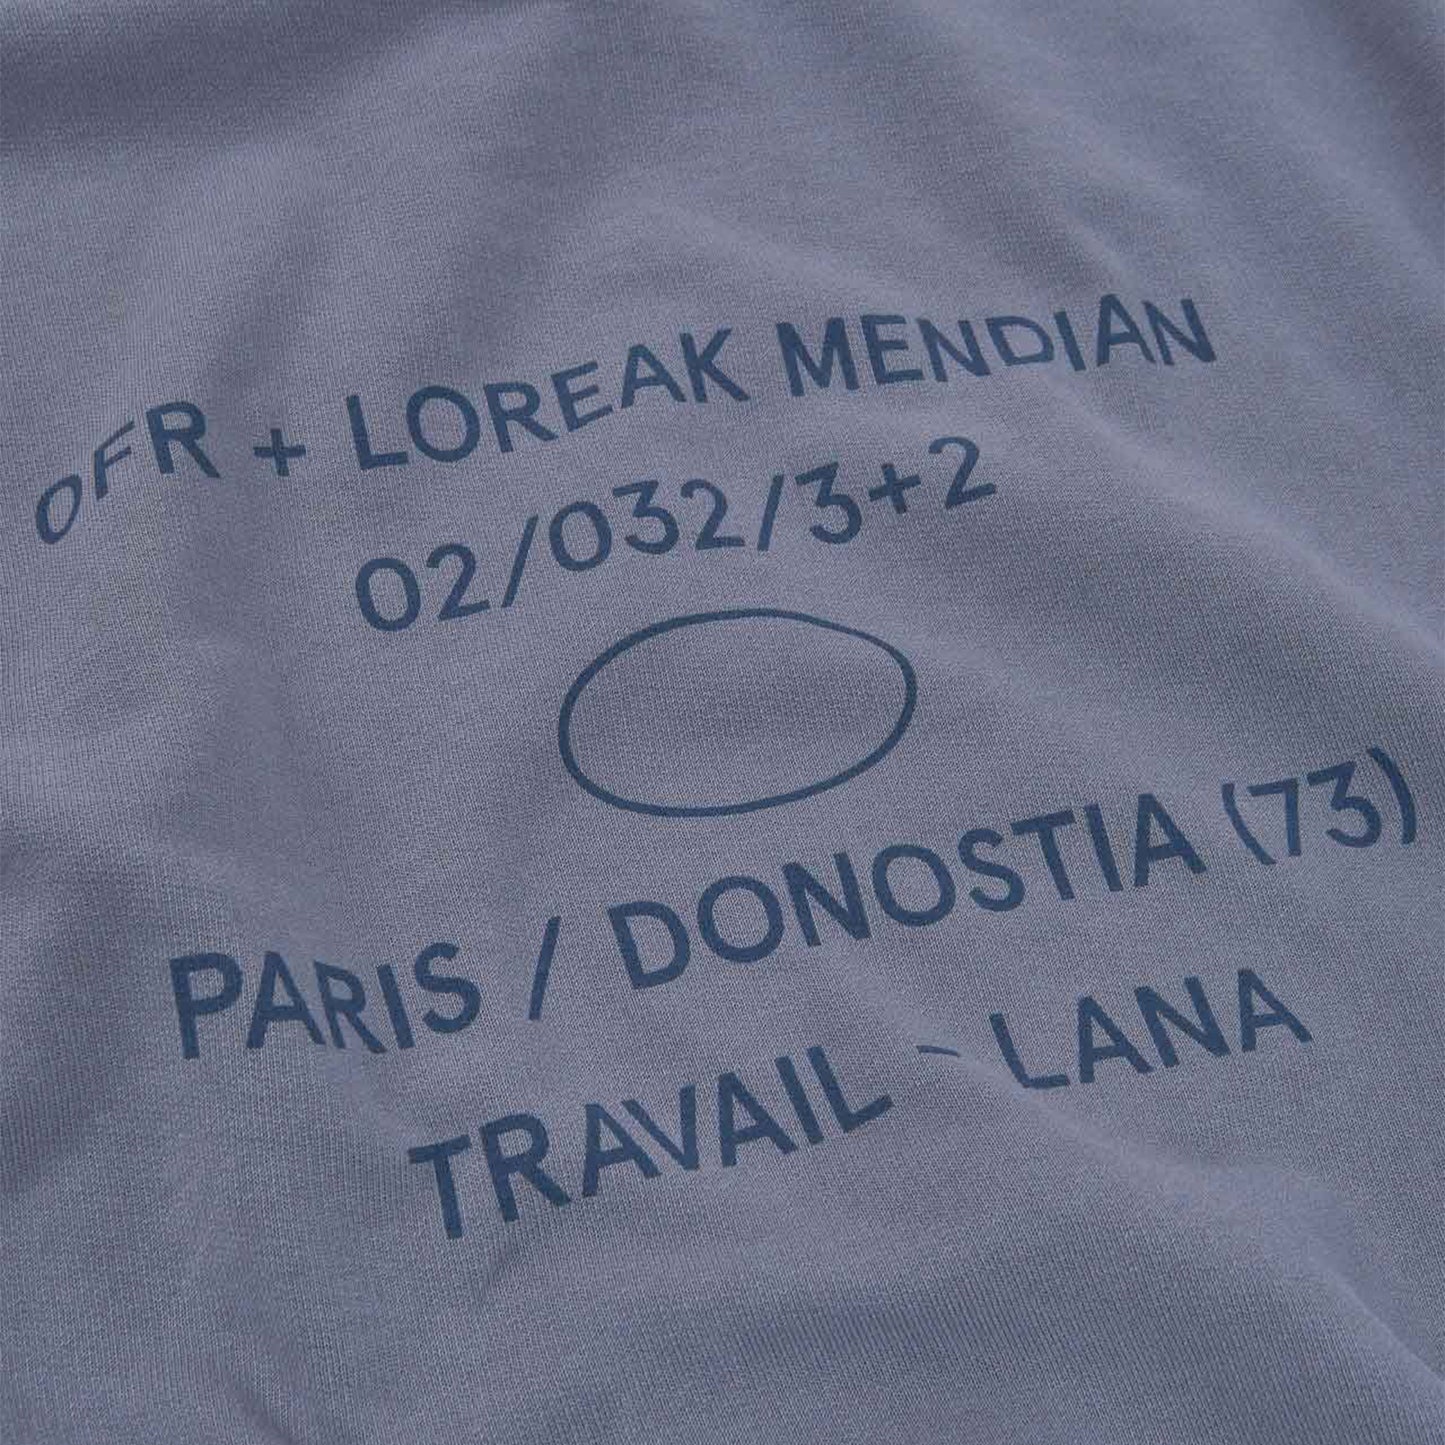 OFR + LOREAK MENDIAN
02/032/3+2
PARIS / DONOSTIA (73)
TRAVAIL - LANA